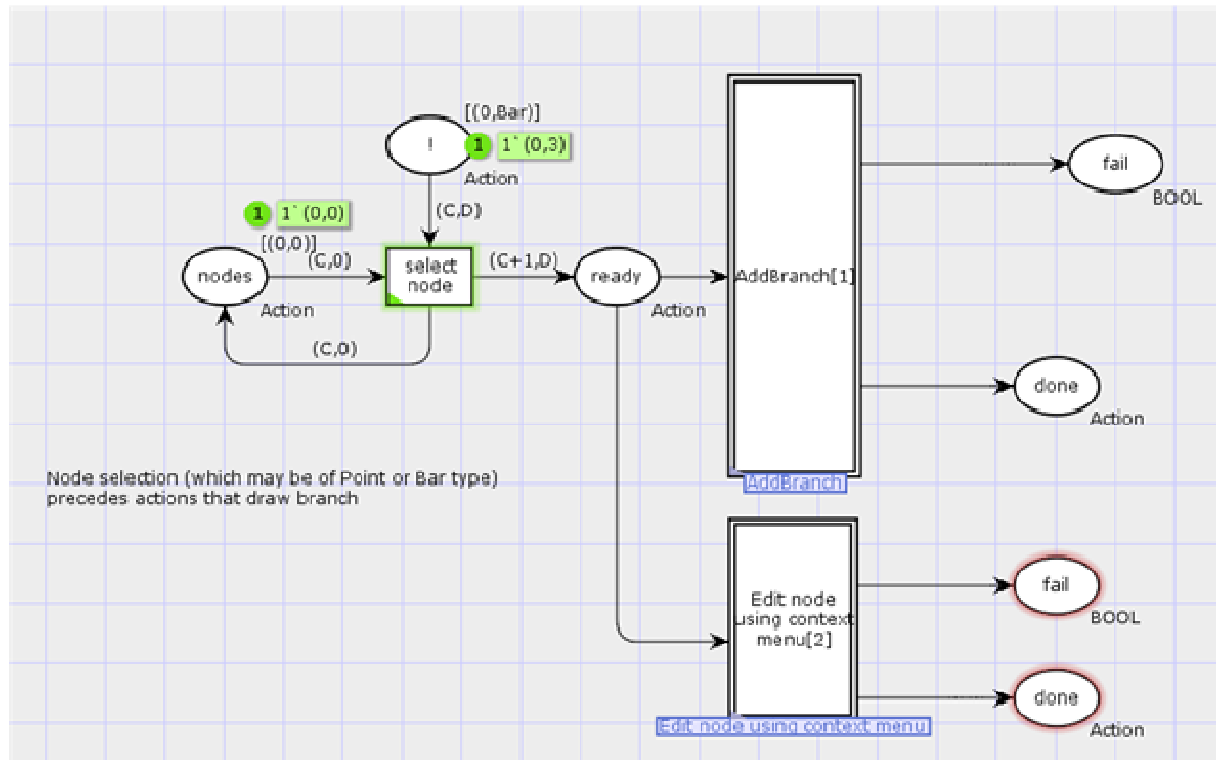 [(0,Bar)]
!
1
1`(0,3)
Action
(C,D)
1
1`(0,0)
[(0,0)]
(C,0)
nodes
Action
select
node
(C+1,D)
ready
Action
(C,0)
AddBranch[1]
AddBranch
fail
BOOL
done
Action
Node selection (which may be of Point or Bar type)
precedes actions that draw branch
Edit node
using context
menu[2]
Edit node using context menu
fail
BOOL
done
Action